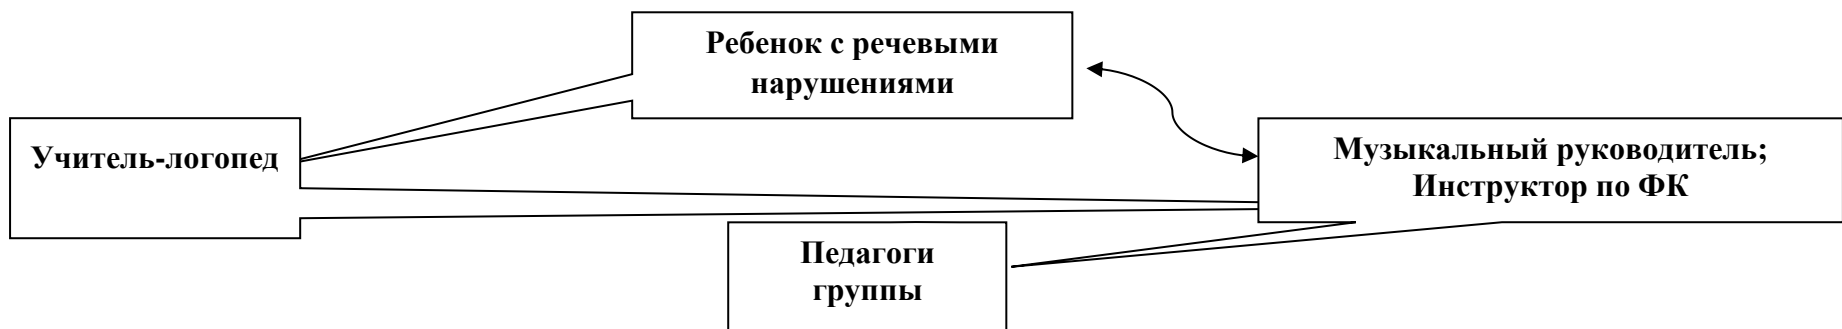 Ребенок с речевыми
нарушениями
Учитель-логопед
Музыкальный руководитель;
Инструктор по ФК
Педагоги
группы